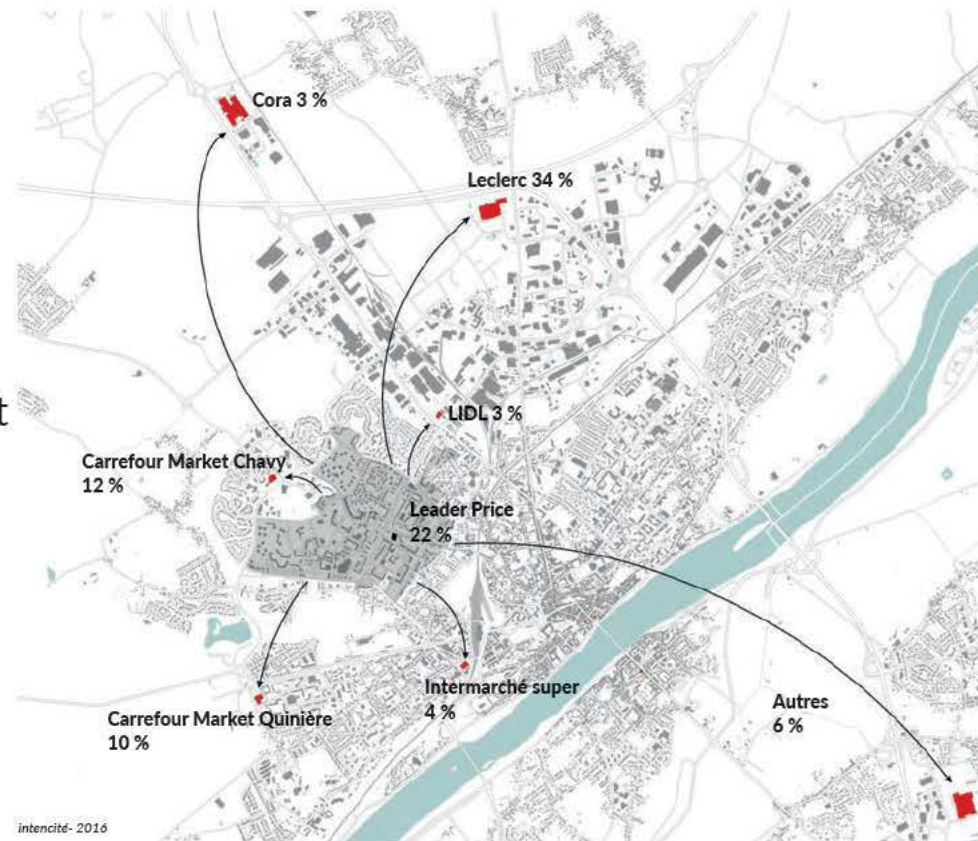 Cora 3 %
Leclerc 34 %
LIDL 3 %
t
Carrefour Market Chavy
12 %
Leader Price
22 %
Intermarché super
4 %
Carrefour Market Quinière
10 %
Autres
6 %
intencité- 2016